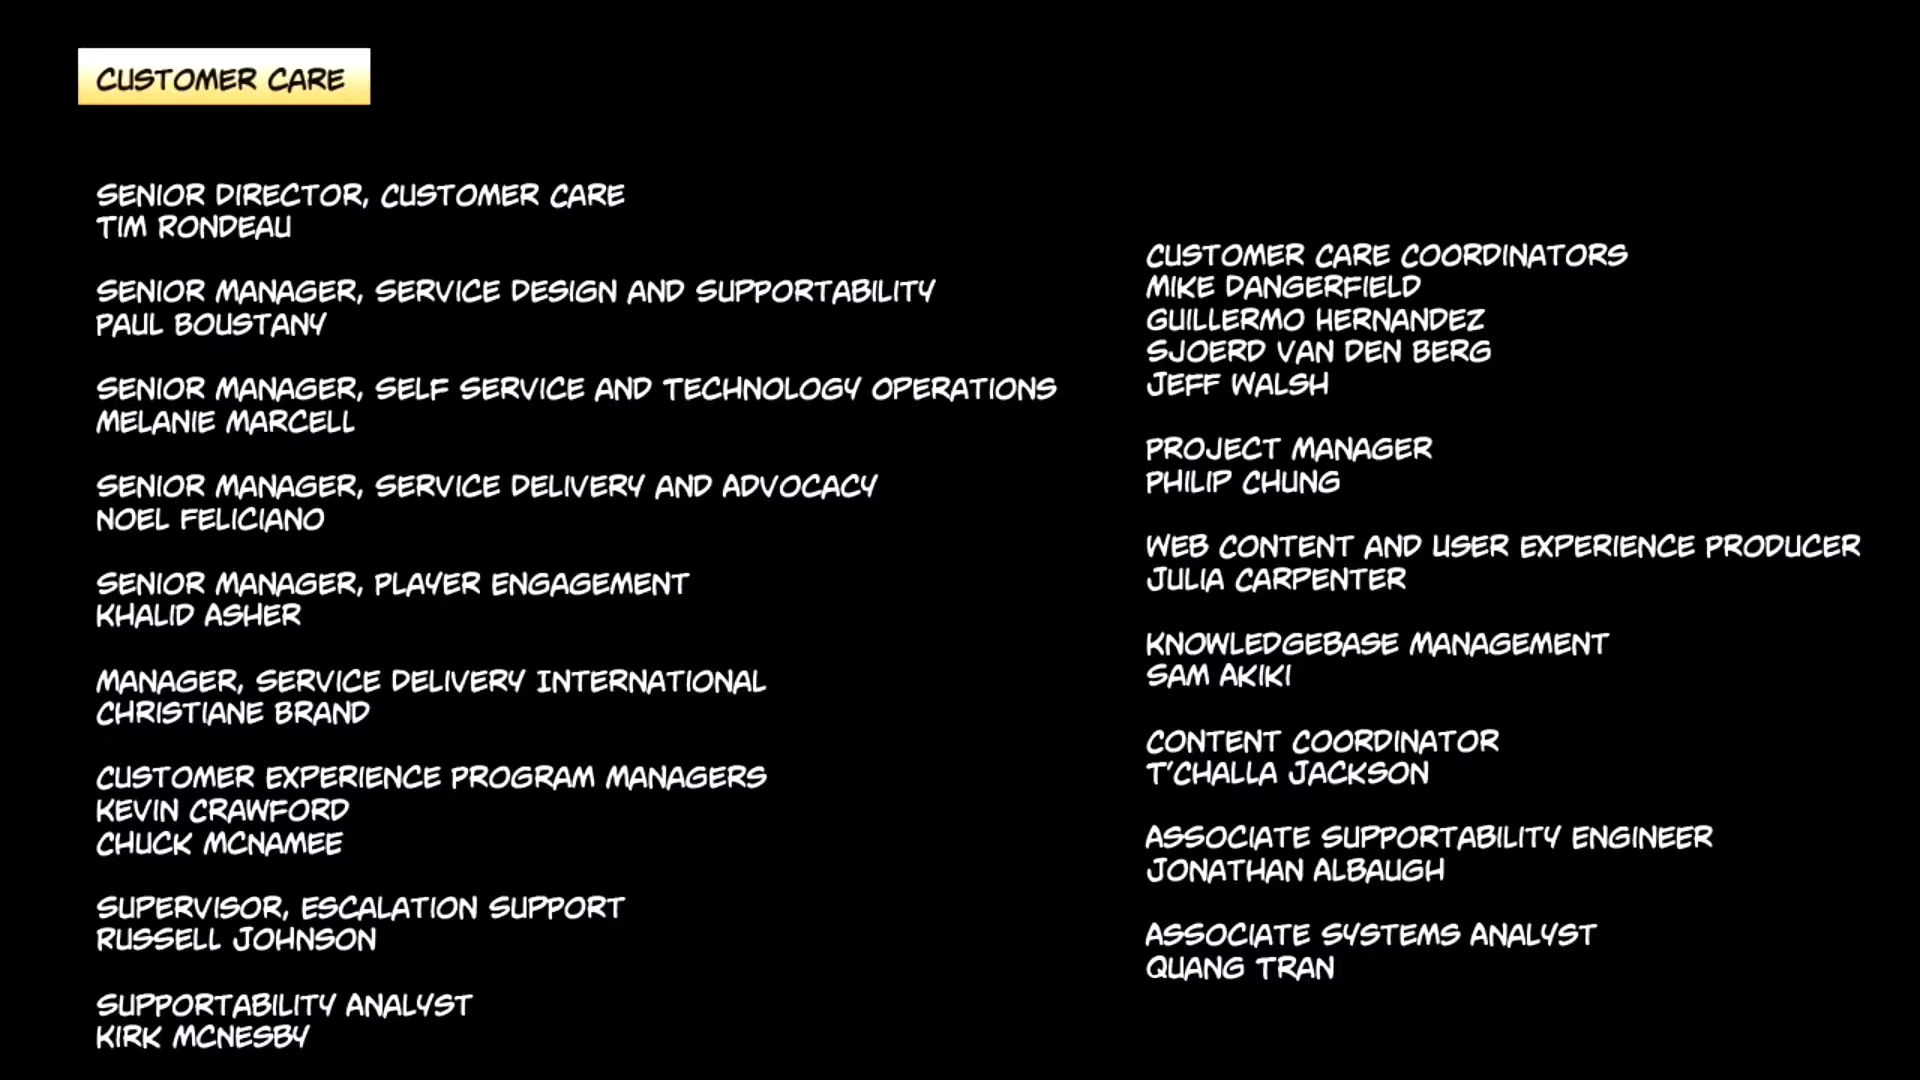 CUSTOMER CARE
SENIOR DIRECTOR, CUSTOMER CARE
TIM RONDEAU
SENIOR MANAGER, SERVICE DESIGN AND SUPPORTABILITY
PAUL BOUSTANY
SENIOR MANAGER, SELF SERVICE AND TECHNOLOGY OPERATIONS
MELANIE MARCELL
SENIOR MANAGER, SERVICE DELIVERY AND ADVOCACY
NOEL FELICIANO
SENIOR MANAGER, PLAYER ENGAGEMENT
KHALID ASHER
MANAGER, SERVICE DELIVERY INTERNATIONAL
CHRISTIANE BRAND
CUSTOMER EXPERIENCE PROGRAM MANAGERS
KEVIN CRAWFORD
CHUCK MCNAMEE
SUPERVISOR, ESCALATION SUPPORT
RUSSELL JOHNSON
SUPPORTABILITY ANALYST
KIRK MCNESBY
CUSTOMER CARE COORDINATORS
MIKE DANGERFIELD
GUILLERMO HERNANDEZ
SJOERD VAN DEN BERG
JEFF WALSH
PROJECT MANAGER
PHILIP CHUNG
WEB CONTENT AND USER EXPERIENCE PRODUCER
JULIA CARPENTER
KNOWLEDGEBASE MANAGEMENT
SAM AKIKI
CONTENT COORDINATOR
T'CHALLA JACKSON
ASSOCIATE SUPPORTABILITY ENGINEER
JONATHAN ALBAUGH
ASSOCIATE SYSTEMS ANALYST
QUANG TRAN